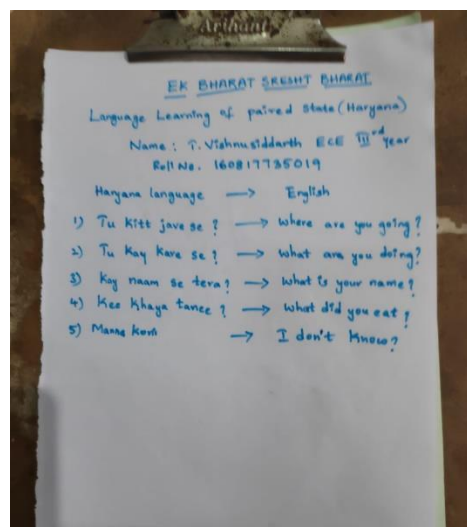 Arihant
EK BHARAT SRESHT BHARAT
Language Learning of paired state (Haryana)
Name : T. Vishnusiddarth ECE III rd year
Roll No. 160817735019
Haryana language → English
1) Tu Kitt jave se ? → where are you going ?
2) Tu Kay Kare se ? → what are you doing?
3) Koy naam se tera ? → what is your name ?
4) Kee Khaya tanee ? → what did you eat ?
5) Manne Koni → I don't Know?